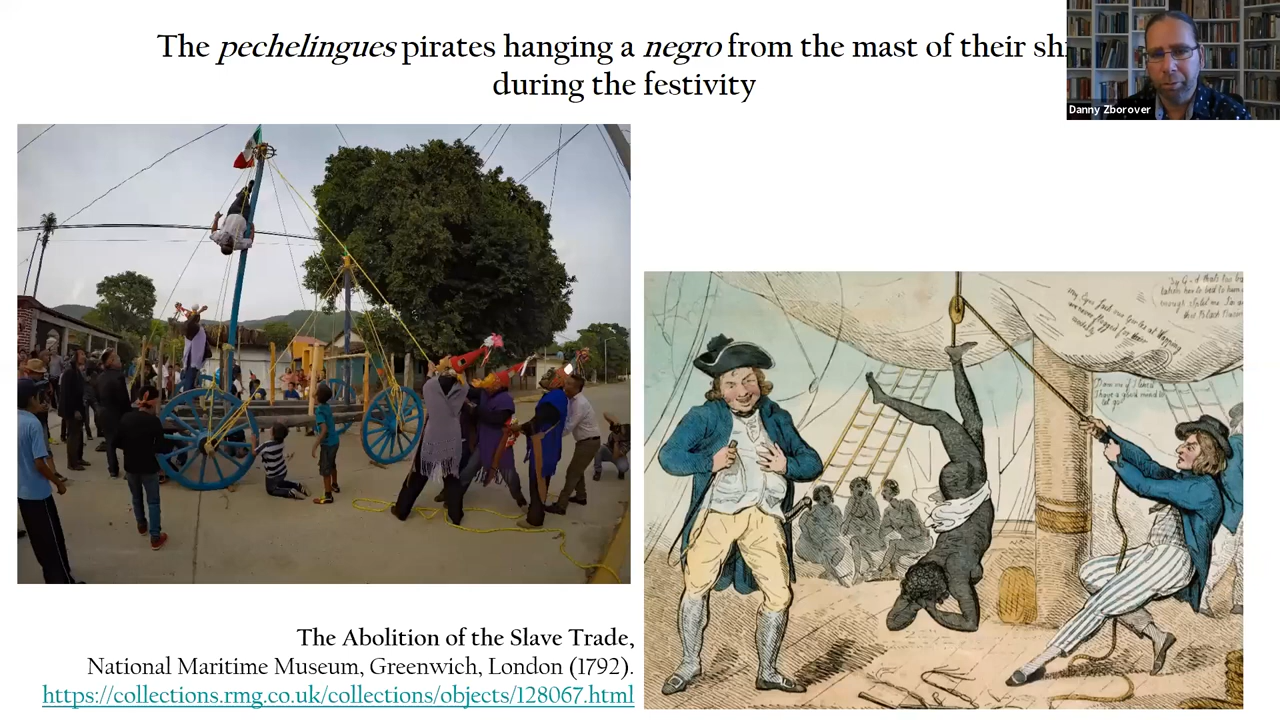 The pechelingues pirates hanging a negro from the mast of their
during the festivity
Danny Zborover
The Abolition of the Slave Trade,
National Maritime Museum, Greenwich, London (1792).
https://collections.rmg.co.uk/collections/objects/128067.html